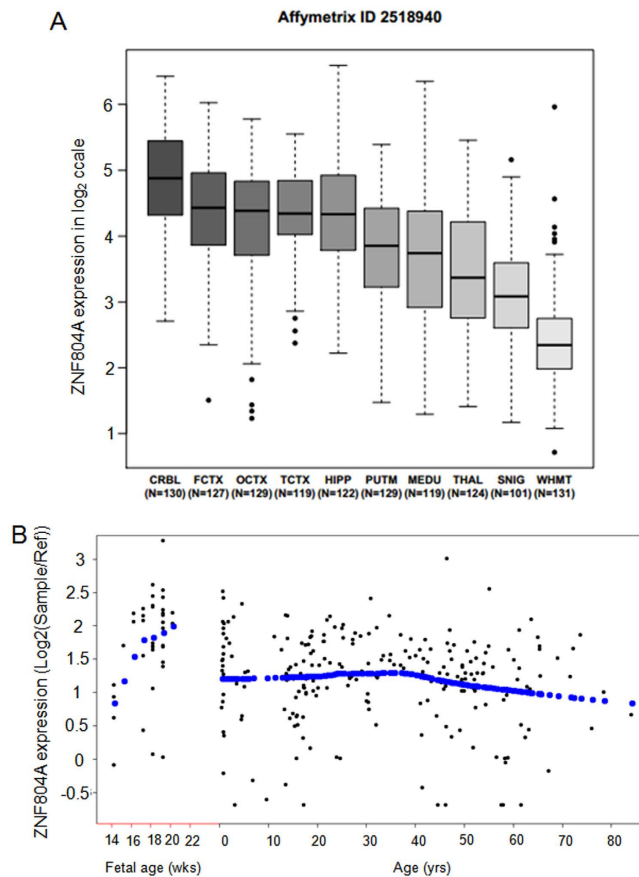 A
Affymetrix ID 2518940
ZNF804A expression in log2 ccale
6
5
4
3
2
1
CRBL FCTX OCTX TCTX HIPP PUTM MEDU THAL SNIG WHMT
(N=130) (N=127) (N=129) (N=119) (N=122) (N=129) (N=119) (N=124) (N=101) (N=131)
B
ZNF804A expression (Log2(Sample/Ref))
3
2.5
2
1.5
1
0.5
0
-0.5
14 16 18 20 22 0 10 20 30 40 50 60 70 80
Fetal age (wks) Age (yrs)